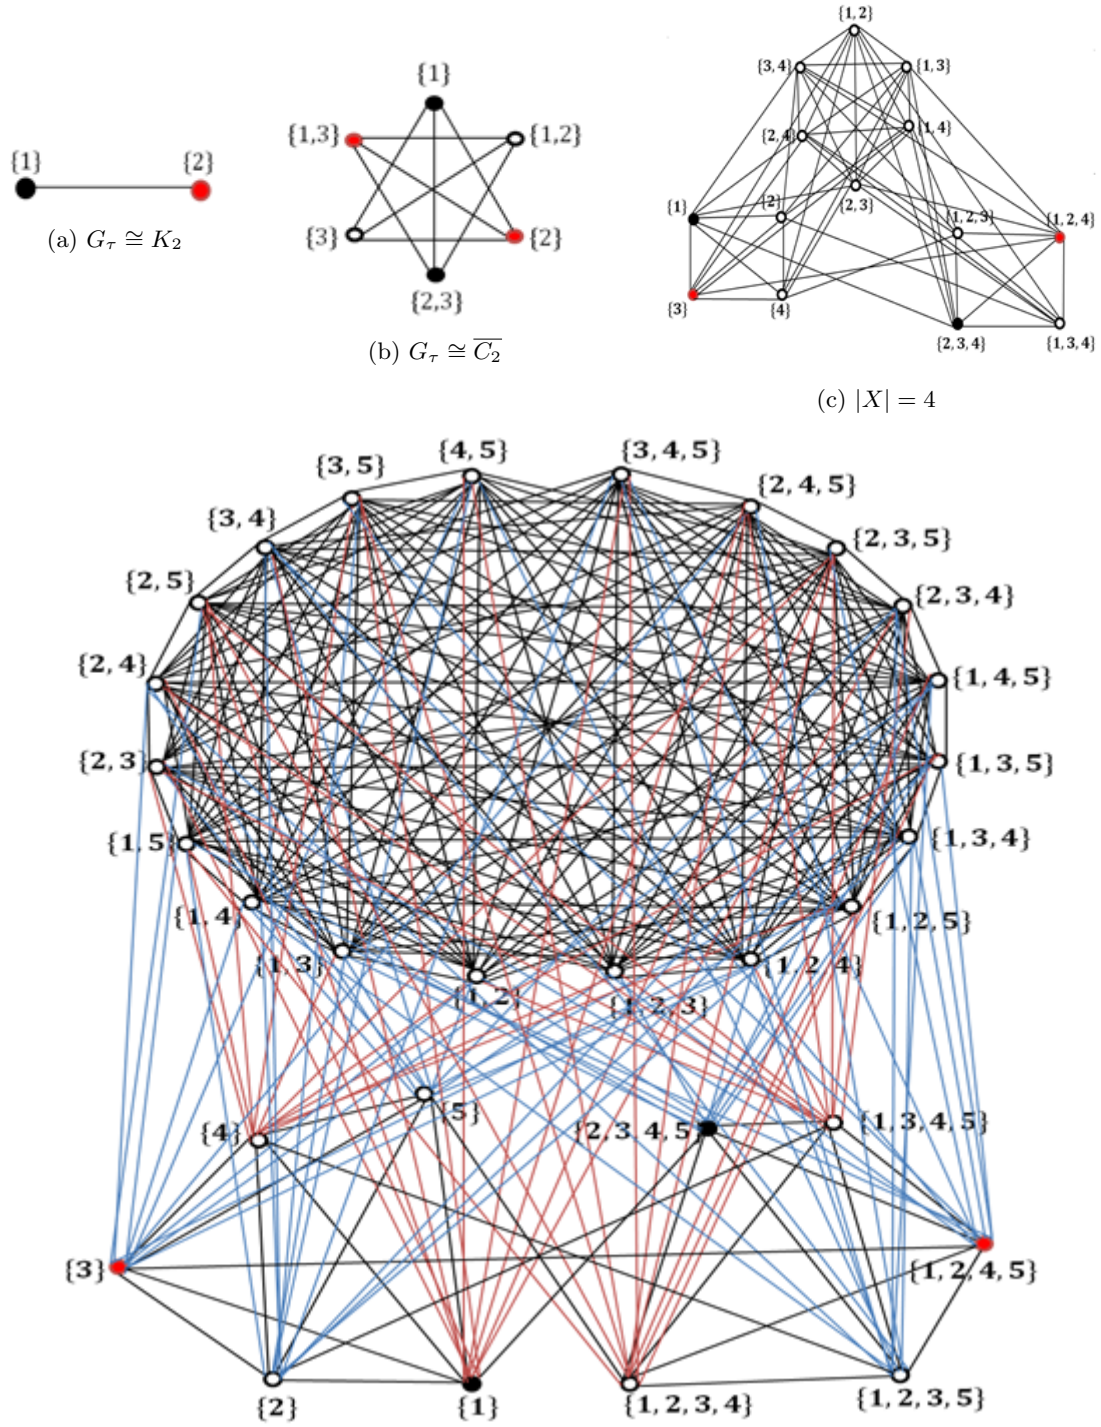 {1}
{2}
(a) G_τ ≅ K_2
{1}
{1,3}
{1,2}
{3}
{2}
{2,3}
(b) G_τ ≅ \overline{C_2}
{1, 2}
{3, 4}
{1, 3}
{2, 4}
{1, 4}
{2, 3}
{1}
{2}
{1, 2, 3}
{1, 2, 4}
{3}
{4}
{2, 3, 4}
{1, 3, 4}
(c) |X| = 4
{4, 5}
{3, 4, 5}
{3, 5}
{2, 4, 5}
{3, 4}
{2, 3, 5}
{2, 5}
{2, 3, 4}
{2, 4}
{1, 4, 5}
{2, 3}
{1, 3, 5}
{1, 5}
{1, 3, 4}
{1, 4}
{1, 2, 5}
{1, 3}
{1, 2, 4}
{1, 2}
{1, 2, 3}
{5}
{4}
{2, 3, 4, 5}
{1, 3, 4, 5}
{3}
{1, 2, 4, 5}
{2}
{1}
{1, 2, 3, 4}
{1, 2, 3, 5}